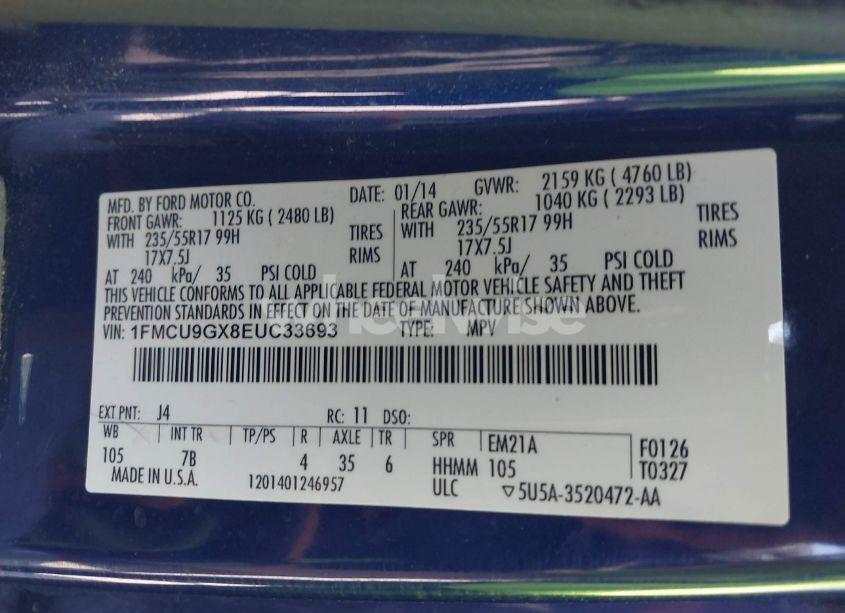 MFD. BY FORD MOTOR CO. DATE: 01/14 GVWR: 2159 KG ( 4760 LB)
FRONT GAWR: 1125 KG ( 2480 LB) REAR GAWR: 1040 KG ( 2293 LB)
WITH 235/55R17 99H TIRES WITH 235/55R17 99H TIRES
17X7.5J RIMS 17X7.5J RIMS
AT 240 kPa/ 35 PSI COLD AT 240 kPa/ 35 PSI COLD
THIS VEHICLE CONFORMS TO ALL APPLICABLE FEDERAL MOTOR VEHICLE SAFETY AND THEFT
PREVENTION STANDARDS IN EFFECT ON THE DATE OF MANUFACTURE SHOWN ABOVE.
VIN: 1FMCU9GX8EUC33693 TYPE: MPV
EXT PNT: J4 RC: 11 DSO:
WB INT TR TP/PS R AXLE TR SPR EM21A F0126
105 7B 4 35 6 HHMM 105 T0327
MADE IN U.S.A. 1201401246957 ULC ▽5U5A-3520472-AA